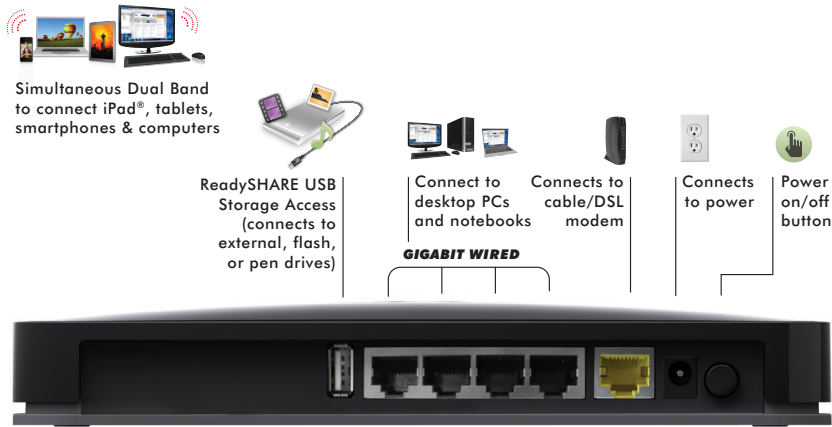 Simultaneous Dual Band
to connect iPad®, tablets,
smartphones & computers
ReadySHARE USB
Storage Access
(connects to
external, flash,
or pen drives)
Connect to
desktop PCs
and notebooks
GIGABIT WIRED
Connects to
cable/DSL
modem
Connects
to power
Power
on/off
button